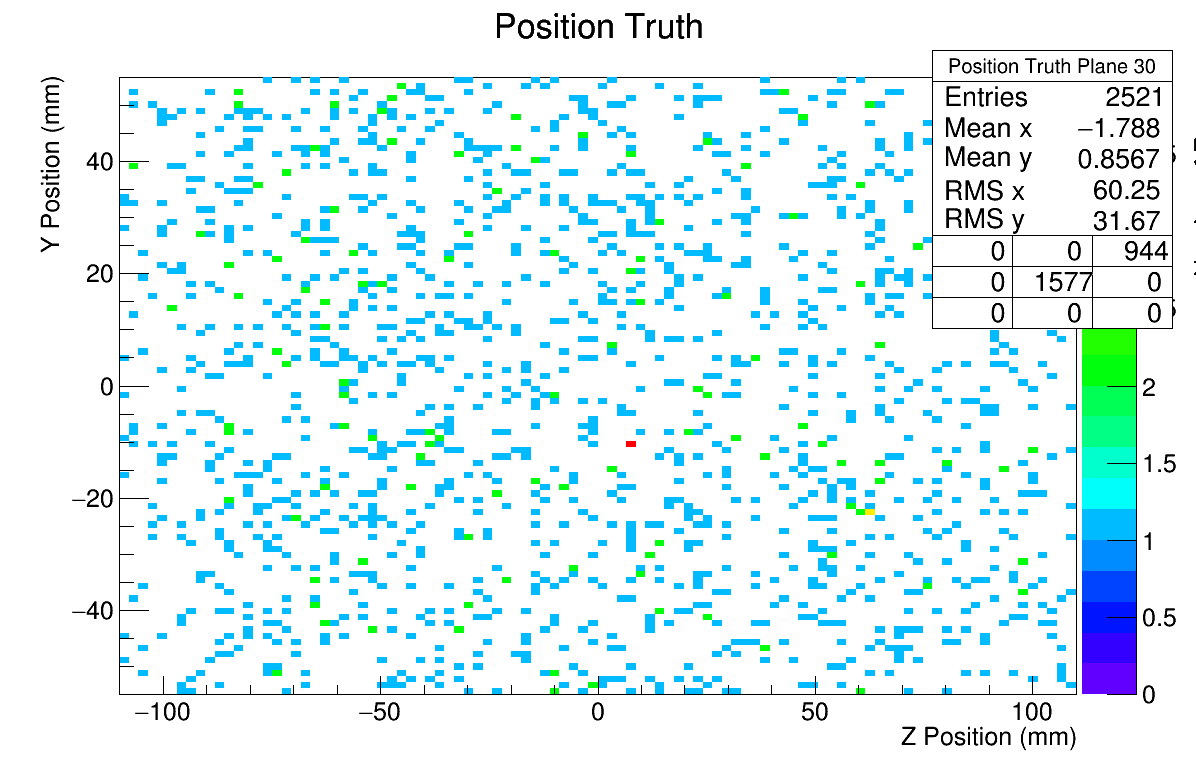 Position Truth
Position Truth Plane 30
Entries 2521
Mean x −1.788
Mean y 0.8567
RMS x 60.25
RMS y 31.67
0 0 944
0 1577 0
0 0 0
Y Position (mm)
40
20
0
−20
−40
2
1.5
1
0.5
0
−100 −50 0 50 100
Z Position (mm)